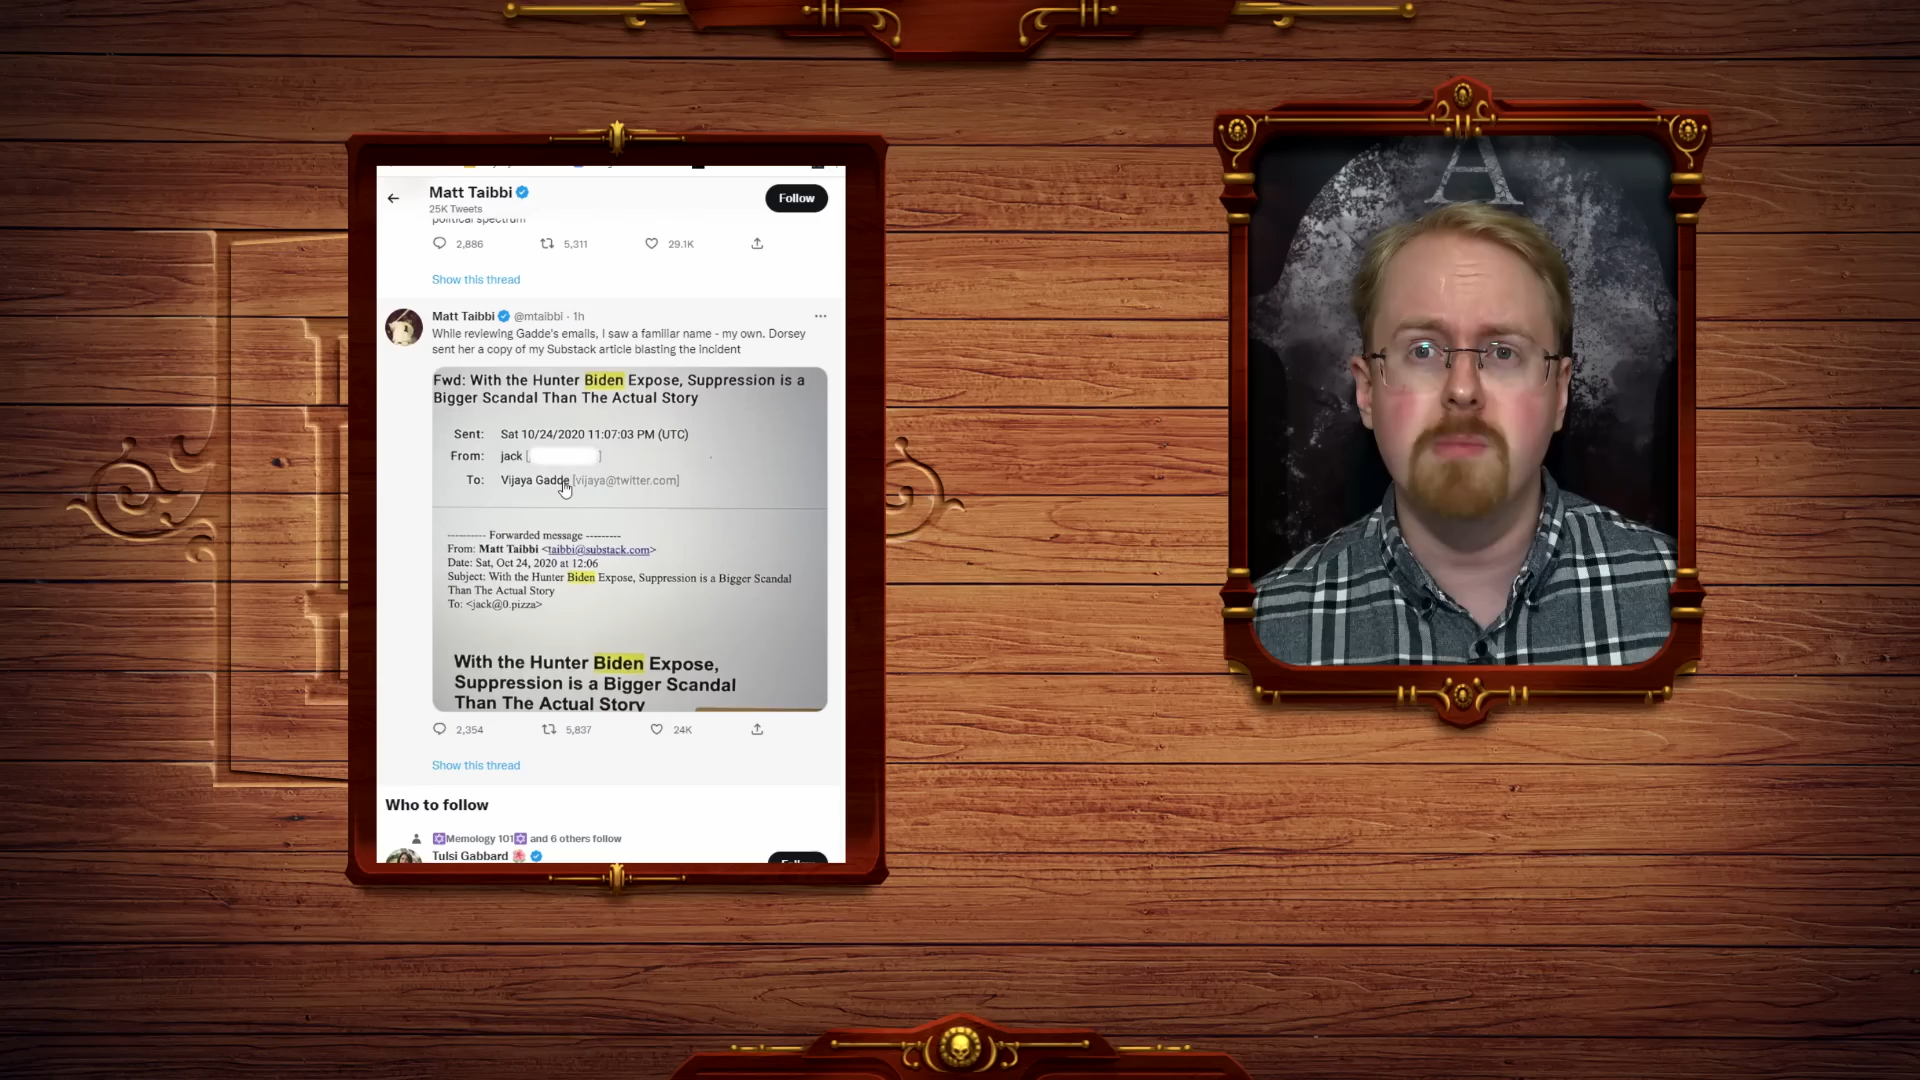 Matt Taibbi
25K Tweets
Follow
political spectrum
2,886 5,311 29.1K
Show this thread
Matt Taibbi @mtaibbi · 1h
While reviewing Gadde's emails, I saw a familiar name - my own. Dorsey
sent her a copy of my Substack article blasting the incident
Fwd: With the Hunter Biden Expose, Suppression is a
Bigger Scandal Than The Actual Story
Sent: Sat 10/24/2020 11:07:03 PM (UTC)
From: jack [ ]
To: Vijaya Gadde [vijaya@twitter.com]
---------- Forwarded message ---------
From: Matt Taibbi <taibbi@substack.com>
Date: Sat, Oct 24, 2020 at 12:06
Subject: With the Hunter Biden Expose, Suppression is a Bigger Scandal
Than The Actual Story
To: <jack@0.pizza>
With the Hunter Biden Expose,
Suppression is a Bigger Scandal
Than The Actual Story
2,354 5,837 24K
Show this thread
Who to follow
Memology 101 and 6 others follow
Tulsi Gabbard
Follow
A